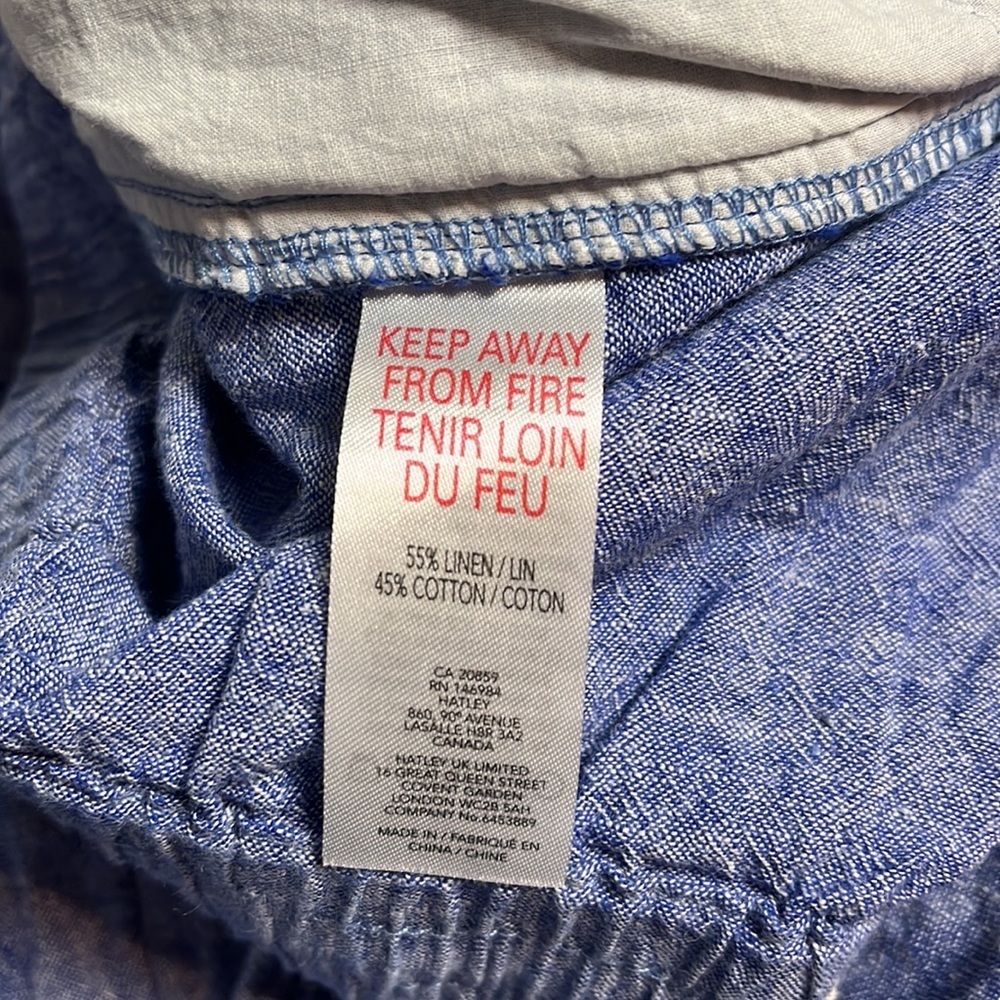 KEEP AWAY
FROM FIRE
TENIR LOIN
DU FEU
55% LINEN / LIN
45% COTTON / COTON
CA 20859
RN 146984
HATLEY
860, 90e AVENUE
LASALLE H8R 3A2
CANADA
HATLEY UK LIMITED
16 GREAT QUEEN STREET
COVENT GARDEN
LONDON WC2B 5AH
COMPANY No.6453889
MADE IN / FABRIQUÉ EN
CHINA / CHINE